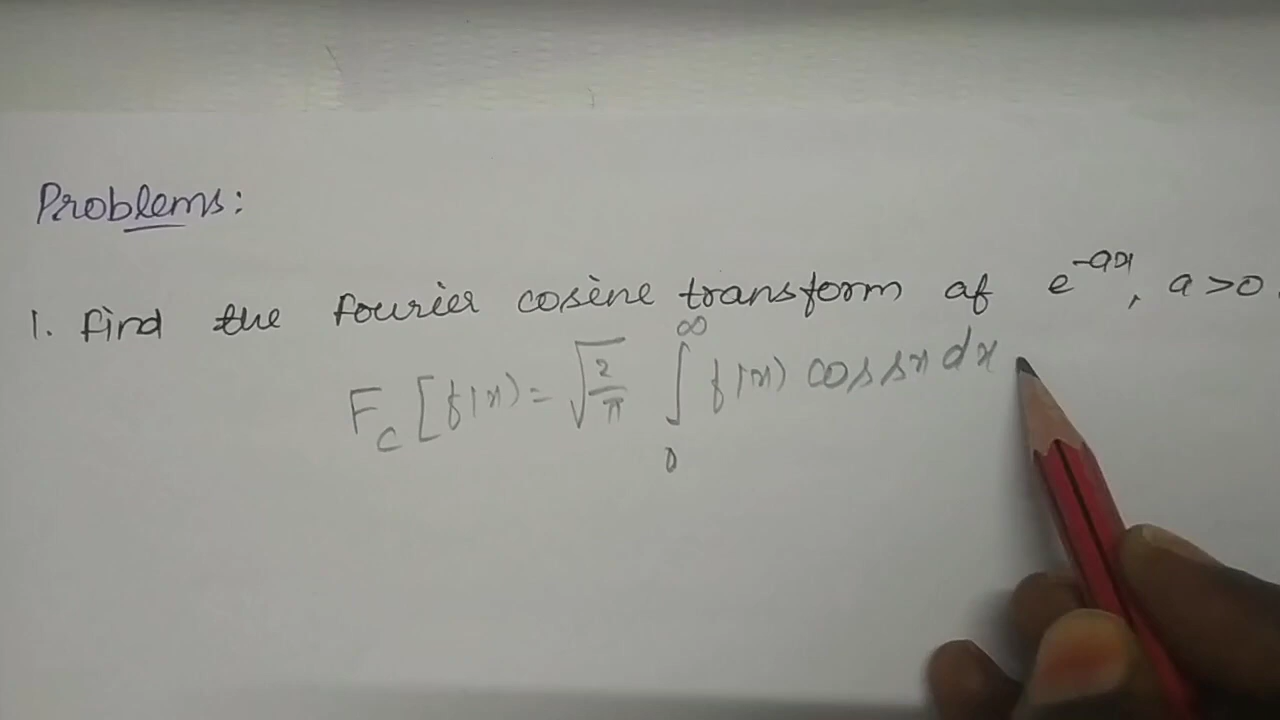 Problems:
1. Find the fourier cosine transform of e^{-ax}, a>0.
F_c [f(x) = √(2/π) ∫_0^∞ f(x) cos sx dx